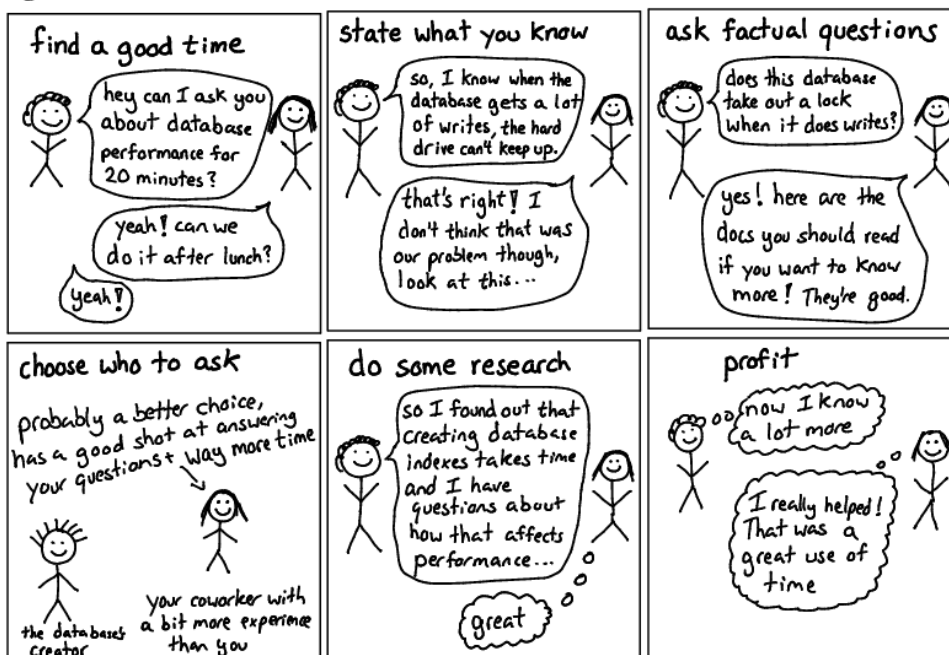 find a good time
hey can I ask you
about database
performance for
20 minutes?
yeah! can we
do it after lunch?
yeah!
state what you know
so, I know when the
database gets a lot
of writes, the hard
drive can't keep up.
that's right! I
don't think that was
our problem though,
look at this...
ask factual questions
does this database
take out a lock
when it does writes?
yes! here are the
docs you should read
if you want to know
more! They're good.
choose who to ask
probably a better choice,
has a good shot at answering
your questions + way more time
the database's
creator
your coworker with
a bit more experience
than you
do some research
so I found out that
creating database
indexes takes time
and I have
questions about
how that affects
performance...
great
profit
now I know
a lot more
I really helped!
That was a
great use of
time